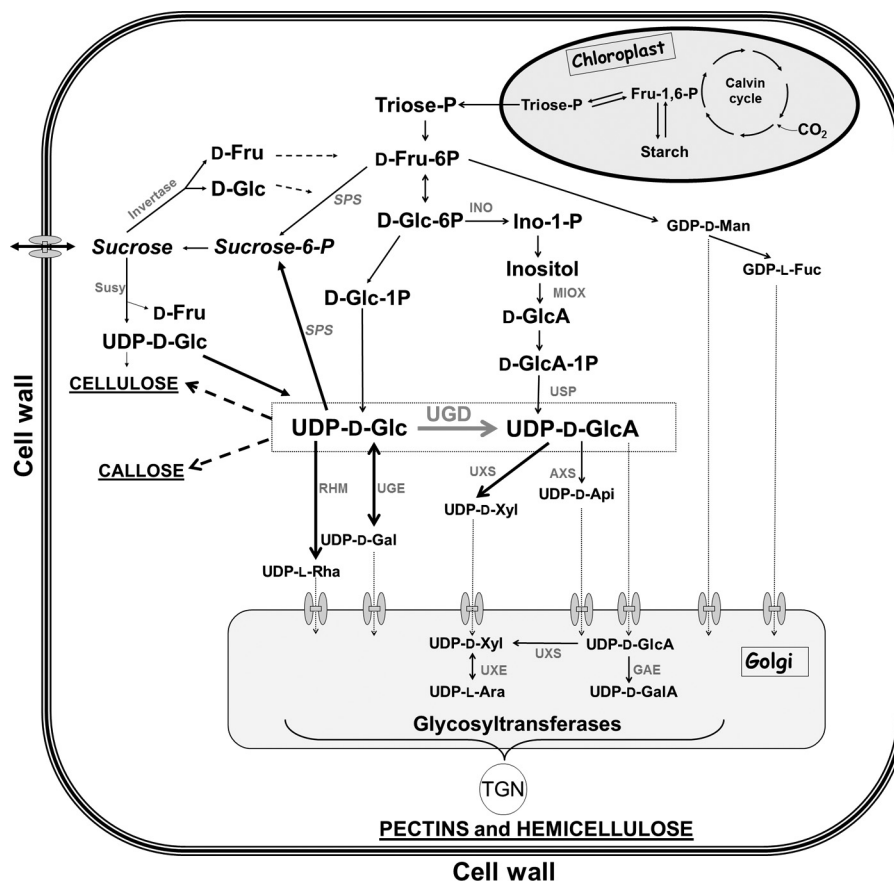 Chloroplast
Calvin
cycle
Fru-1,6-P
Triose-P
CO2
Starch
Triose-P
D-Fru
D-Fru-6P
Invertase
D-Glc
SPS
INO
D-Glc-6P
Ino-1-P
GDP-D-Man
Sucrose
Sucrose-6-P
Inositol
GDP-L-Fuc
Susy
MIOX
D-Glc-1P
D-Fru
D-GlcA
SPS
UDP-D-Glc
D-GlcA-1P
CELLULOSE
USP
UGD
UDP-D-Glc
UDP-D-GlcA
Cell wall
CALLOSE
RHM
UGE
UXS
AXS
UDP-D-Xyl
UDP-D-Api
UDP-D-Gal
UDP-L-Rha
UDP-D-Xyl
UXS
UDP-D-GlcA
Golgi
UXE
GAE
UDP-L-Ara
UDP-D-GalA
Glycosyltransferases
TGN
PECTINS and HEMICELLULOSE
Cell wall